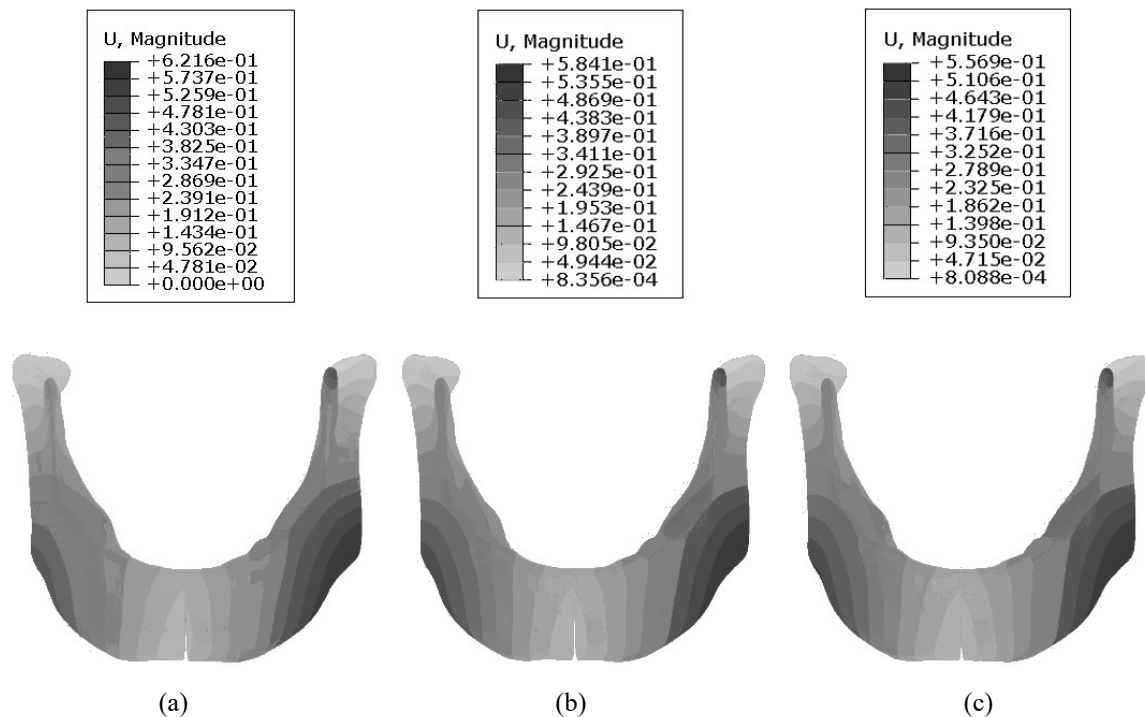 U, Magnitude
+6.216e-01
+5.737e-01
+5.259e-01
+4.781e-01
+4.303e-01
+3.825e-01
+3.347e-01
+2.869e-01
+2.391e-01
+1.912e-01
+1.434e-01
+9.562e-02
+4.781e-02
+0.000e+00
U, Magnitude
+5.841e-01
+5.355e-01
+4.869e-01
+4.383e-01
+3.897e-01
+3.411e-01
+2.925e-01
+2.439e-01
+1.953e-01
+1.467e-01
+9.805e-02
+4.944e-02
+8.356e-04
U, Magnitude
+5.569e-01
+5.106e-01
+4.643e-01
+4.179e-01
+3.716e-01
+3.252e-01
+2.789e-01
+2.325e-01
+1.862e-01
+1.398e-01
+9.350e-02
+4.715e-02
+8.088e-04
(a)
(b)
(c)